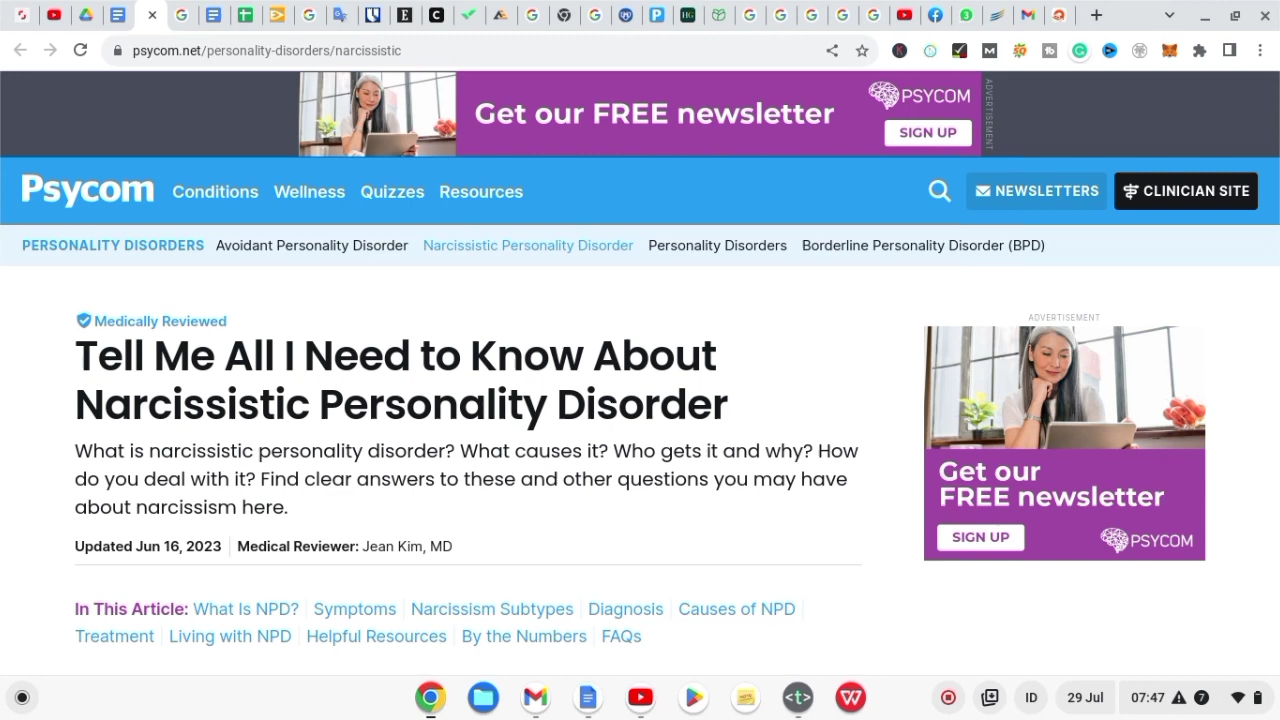 psycom.net/personality-disorders/narcissistic
Get our FREE newsletter
PSYCOM
SIGN UP
ADVERTISEMENT
Psycom
Conditions
Wellness
Quizzes
Resources
NEWSLETTERS
CLINICIAN SITE
PERSONALITY DISORDERS
Avoidant Personality Disorder
Narcissistic Personality Disorder
Personality Disorders
Borderline Personality Disorder (BPD)
Medically Reviewed
Tell Me All I Need to Know About
Narcissistic Personality Disorder
What is narcissistic personality disorder? What causes it? Who gets it and why? How
do you deal with it? Find clear answers to these and other questions you may have
about narcissism here.
Updated Jun 16, 2023
Medical Reviewer: Jean Kim, MD
In This Article: What Is NPD? Symptoms Narcissism Subtypes Diagnosis Causes of NPD
Treatment Living with NPD Helpful Resources By the Numbers FAQs
ADVERTISEMENT
Get our
FREE newsletter
SIGN UP
PSYCOM
ID
29 Jul
07:47
7